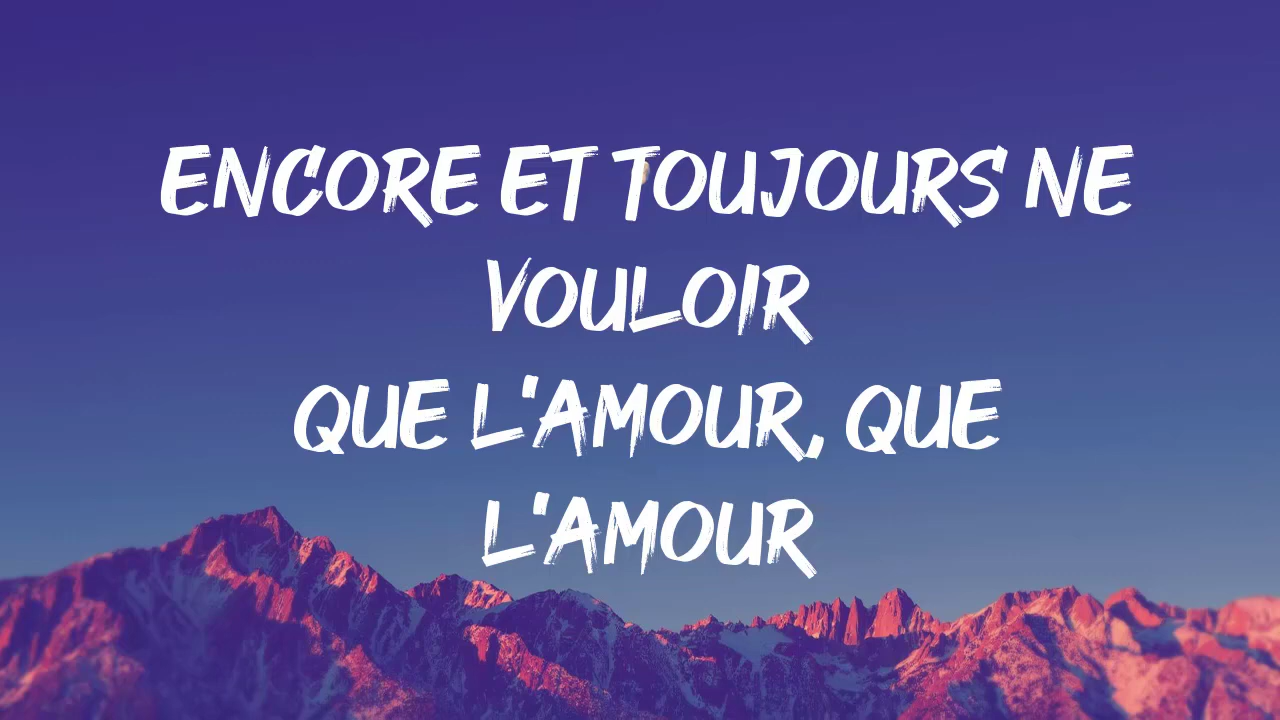 ENCORE ET TOUJOURS NE
VOULOIR
QUE L'AMOUR, QUE
L'AMOUR